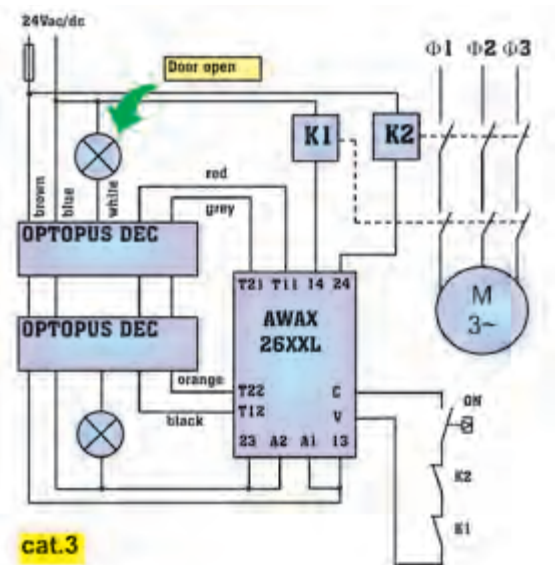 24Vac/dc
Door open
Φ1 Φ2 Φ3
K1
K2
brown
blue
white
red
grey
OPTOPUS DEC
T21 T11 14 24
AWAX
26XXL
M
3~
OPTOPUS DEC
orange
T22
C
black
T12
V
ON
23 A2 A1 13
K2
K1
cat.3